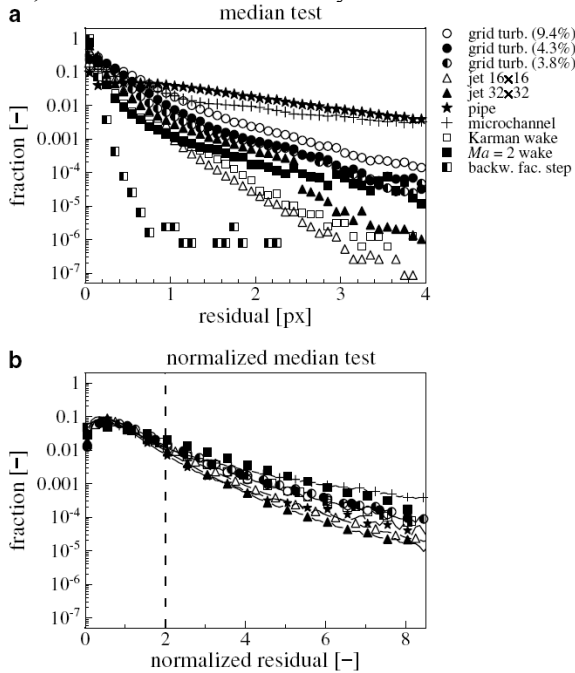 median test
a
1
0.1
0.01
0.001
10-4
10-5
10-6
10-7
fraction [–]
0
1
2
3
4
residual [px]
grid turb. (9.4%)
grid turb. (4.3%)
grid turb. (3.8%)
jet 16×16
jet 32×32
pipe
microchannel
Karman wake
Ma = 2 wake
backw. fac. step
b
normalized median test
1
0.1
0.01
0.001
10-4
10-5
10-6
10-7
fraction [–]
0
2
4
6
8
normalized residual [–]